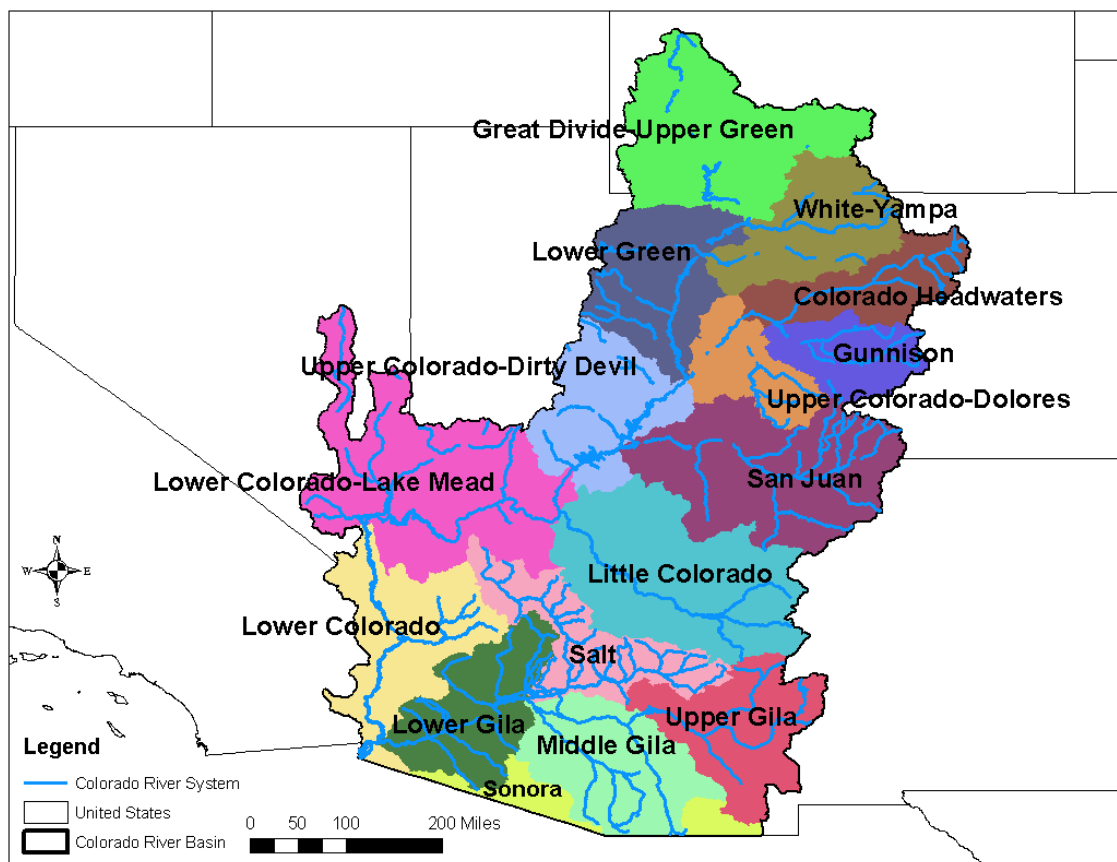 Great Divide-Upper Green
White-Yampa
Lower Green
Colorado Headwaters
Gunnison
Upper Colorado-Dirty Devil
Upper Colorado-Dolores
Lower Colorado-Lake Mead
San Juan
N
W E
S
Little Colorado
Lower Colorado
Salt
Upper Gila
Lower Gila
Middle Gila
Sonora
Legend
Colorado River System
United States
Colorado River Basin
0 50 100 200 Miles